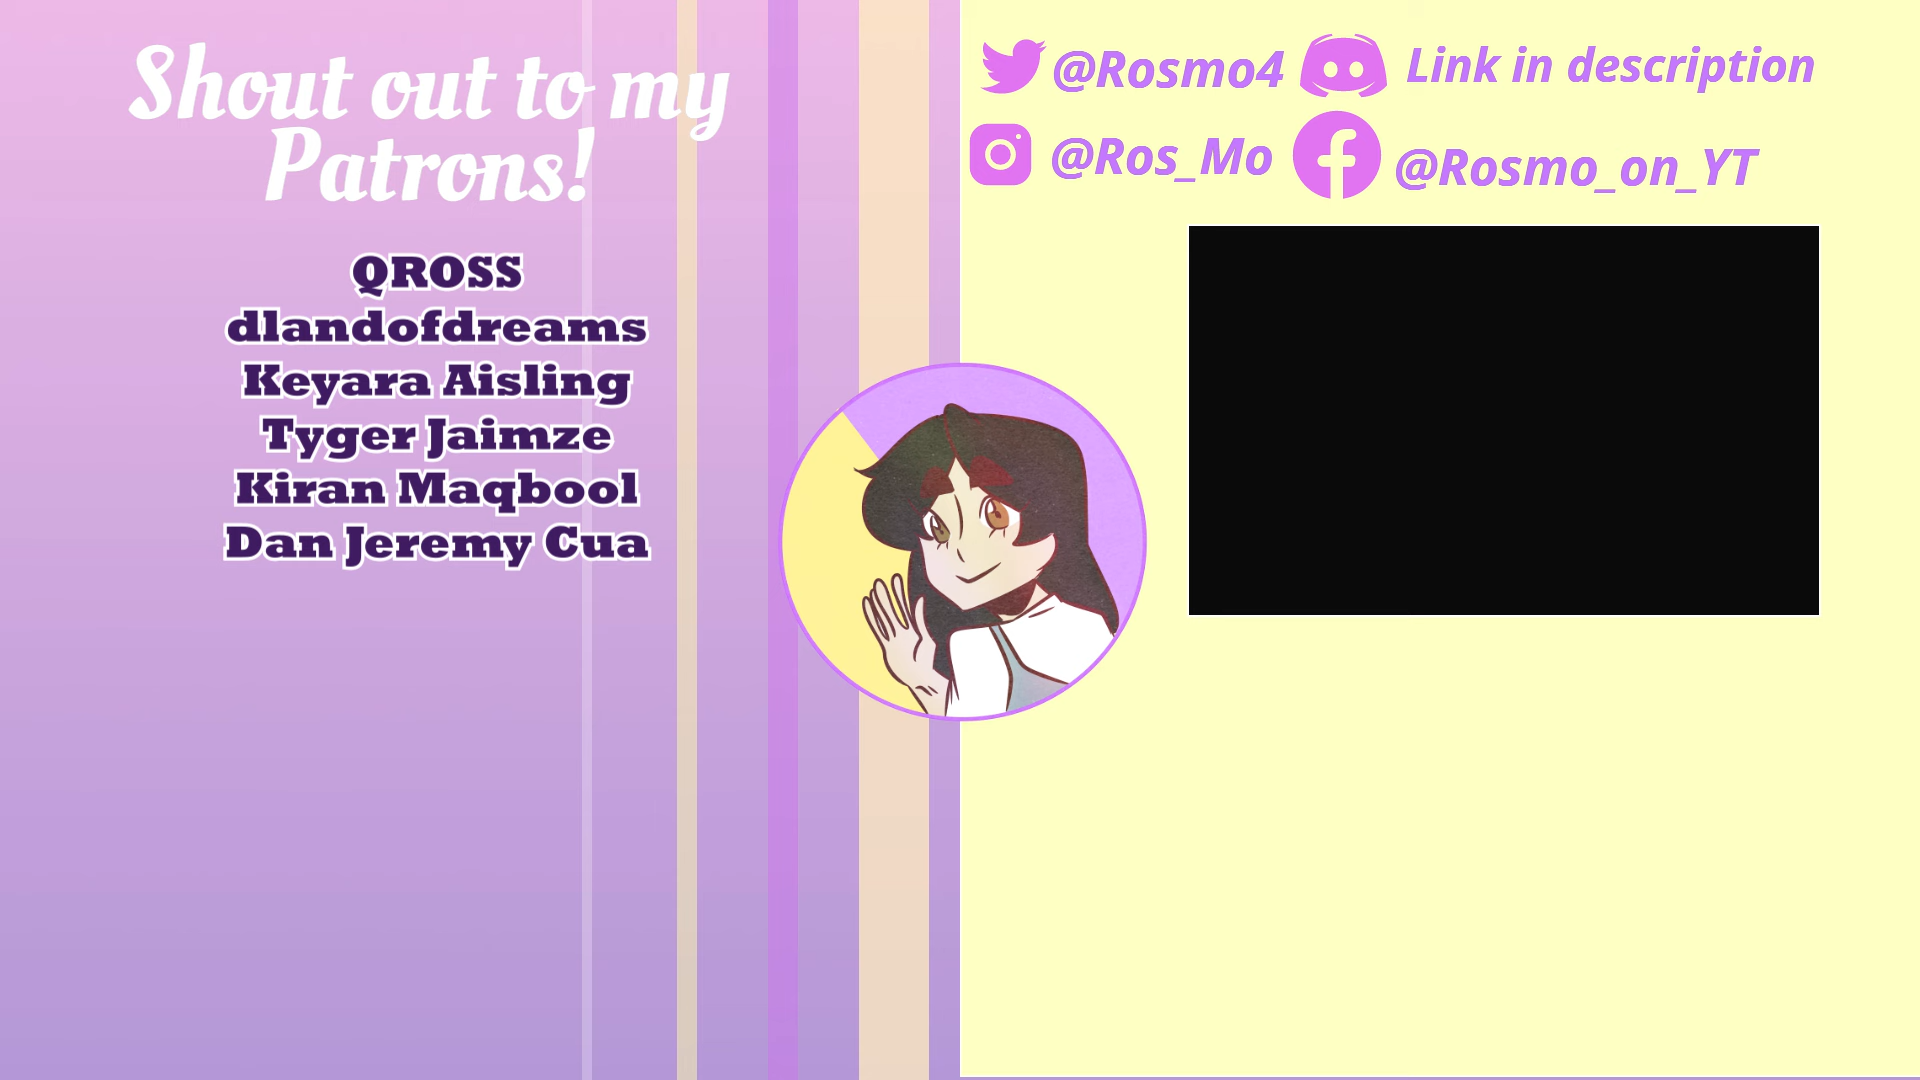 Shout out to my
Patrons!
QROSS
dlandofdreams
Keyara Aisling
Tyger Jaimze
Kiran Maqbool
Dan Jeremy Cua
@Rosmo4
Link in description
@Ros_Mo
@Rosmo_on_YT